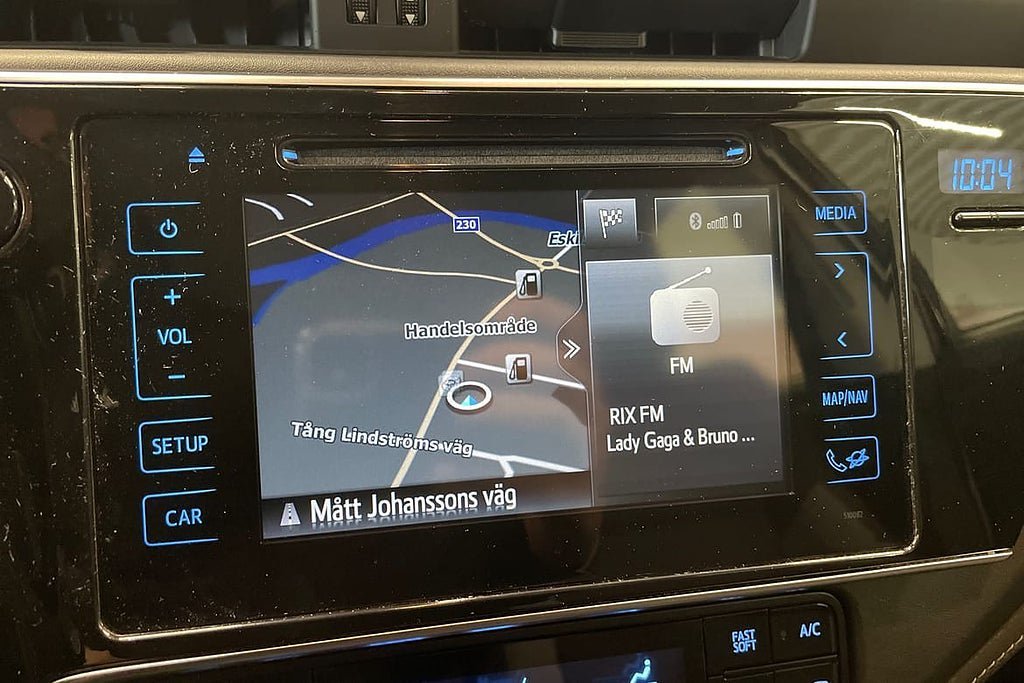 10:04
MEDIA
VOL
SETUP
CAR
MAP/NAV
230
Eski
Handelsområde
Tång Lindströms väg
Mått Johanssons väg
FM
RIX FM
Lady Gaga & Bruno ...
510082
FAST
SOFT
A/C